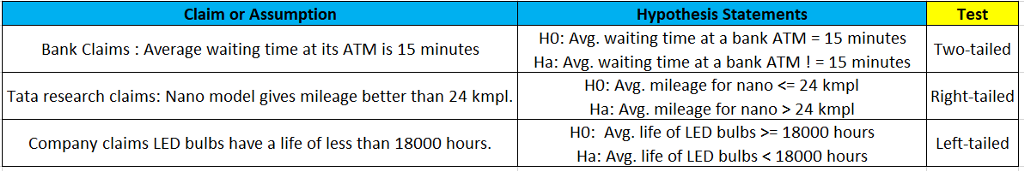 Claim or Assumption Hypothesis Statements Test
Bank Claims : Average waiting time at its ATM is 15 minutes
H0: Avg. waiting time at a bank ATM = 15 minutes
Ha: Avg. waiting time at a bank ATM ! = 15 minutes
Two-tailed
Tata research claims: Nano model gives mileage better than 24 kmpl.
H0: Avg. mileage for nano <= 24 kmpl
Ha: Avg. mileage for nano > 24 kmpl
Right-tailed
Company claims LED bulbs have a life of less than 18000 hours.
H0:  Avg. life of LED bulbs >= 18000 hours
Ha: Avg. life of LED bulbs < 18000 hours
Left-tailed